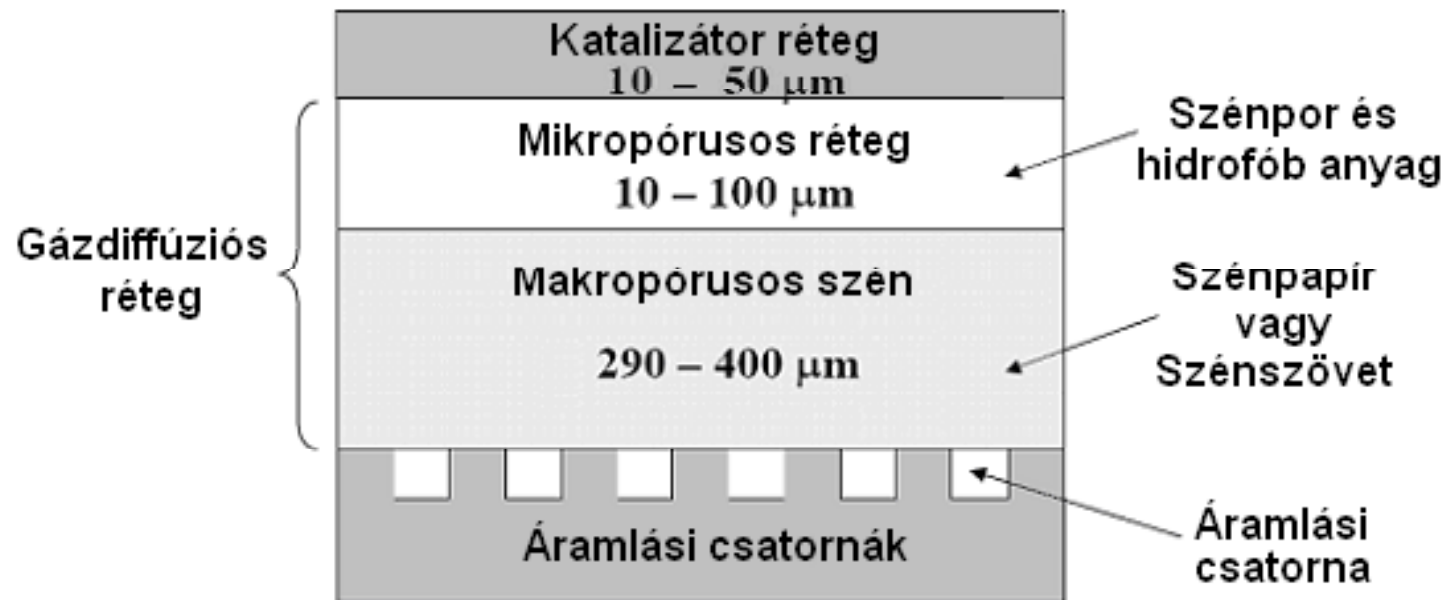 Katalizátor réteg
10 – 50 μm
Mikropórusos réteg
10 – 100 μm
Szénpor és
hidrofób anyag
Gázdiffúziós
réteg
Makropórusos szén
290 – 400 μm
Szénpapír
vagy
Szénszövet
Áramlási csatornák
Áramlási
csatorna